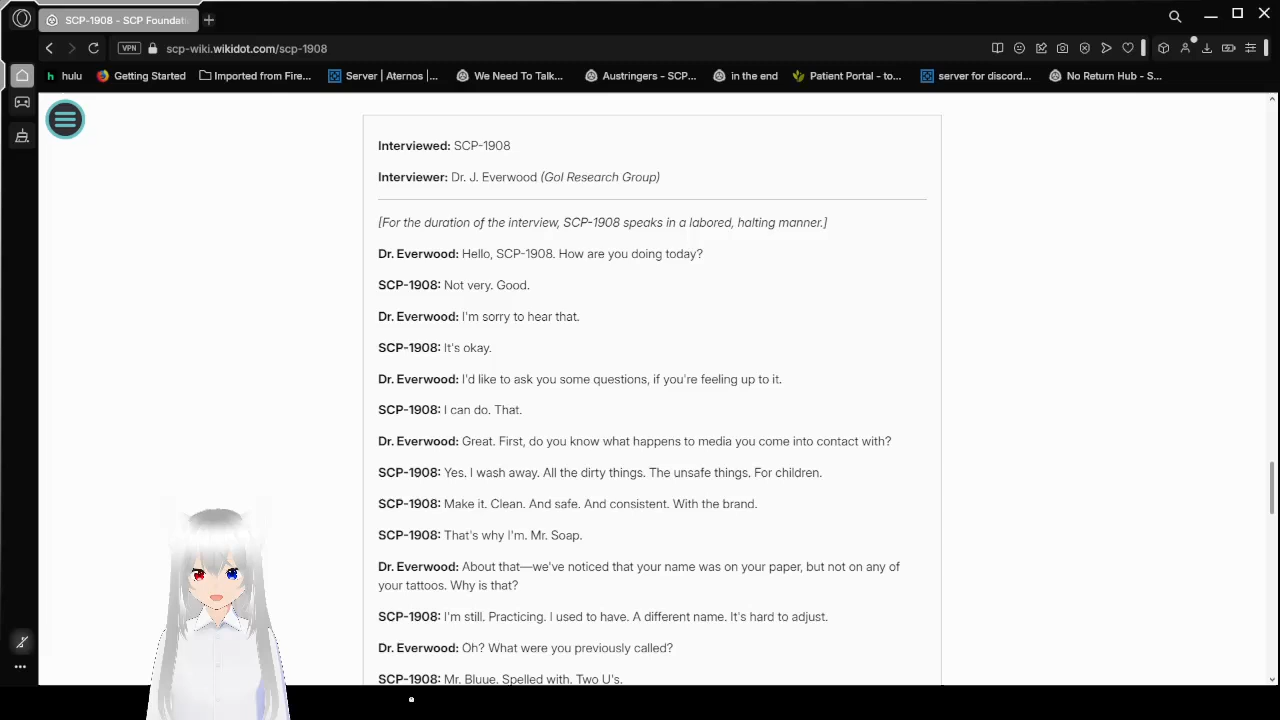 SCP-1908 - SCP Foundati
scp-wiki.wikidot.com/scp-1908
VPN
h hulu
Getting Started
Imported from Fire...
Server | Aternos |...
We Need To Talk...
Austringers - SCP...
in the end
Patient Portal - to...
server for discord...
No Return Hub - S...
Interviewed: SCP-1908
Interviewer: Dr. J. Everwood (GoI Research Group)
[For the duration of the interview, SCP-1908 speaks in a labored, halting manner.]
Dr. Everwood: Hello, SCP-1908. How are you doing today?
SCP-1908: Not very. Good.
Dr. Everwood: I'm sorry to hear that.
SCP-1908: It's okay.
Dr. Everwood: I'd like to ask you some questions, if you're feeling up to it.
SCP-1908: I can do. That.
Dr. Everwood: Great. First, do you know what happens to media you come into contact with?
SCP-1908: Yes. I wash away. All the dirty things. The unsafe things. For children.
SCP-1908: Make it. Clean. And safe. And consistent. With the brand.
SCP-1908: That's why I'm. Mr. Soap.
Dr. Everwood: About that—we've noticed that your name was on your paper, but not on any of
your tattoos. Why is that?
SCP-1908: I'm still. Practicing. I used to have. A different name. It's hard to adjust.
Dr. Everwood: Oh? What were you previously called?
SCP-1908: Mr. Bluue. Spelled with. Two U's.